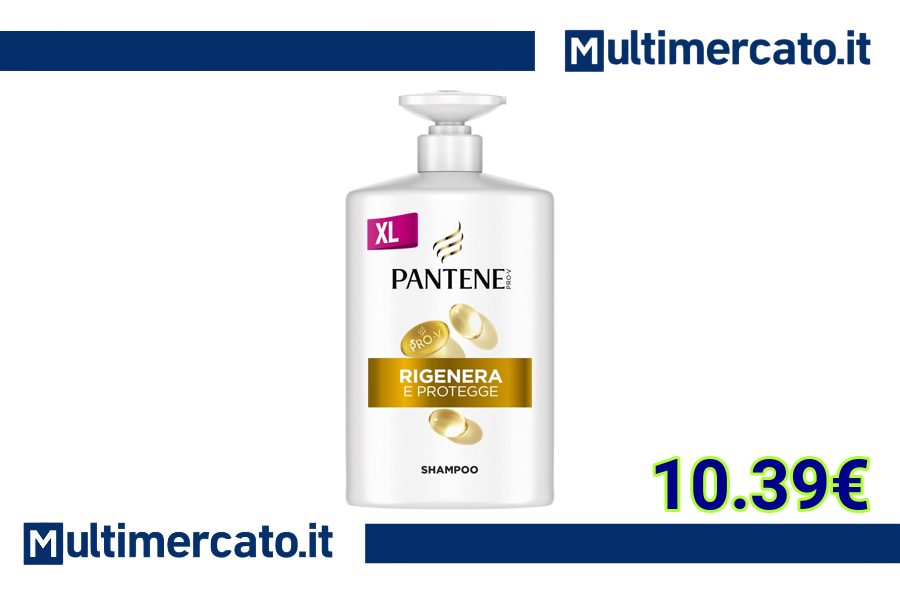 Multimercato.it
XL
PANTENE
PRO-V
PRO-V
RIGENERA
E PROTEGGE
SHAMPOO
10.39€
Multimercato.it